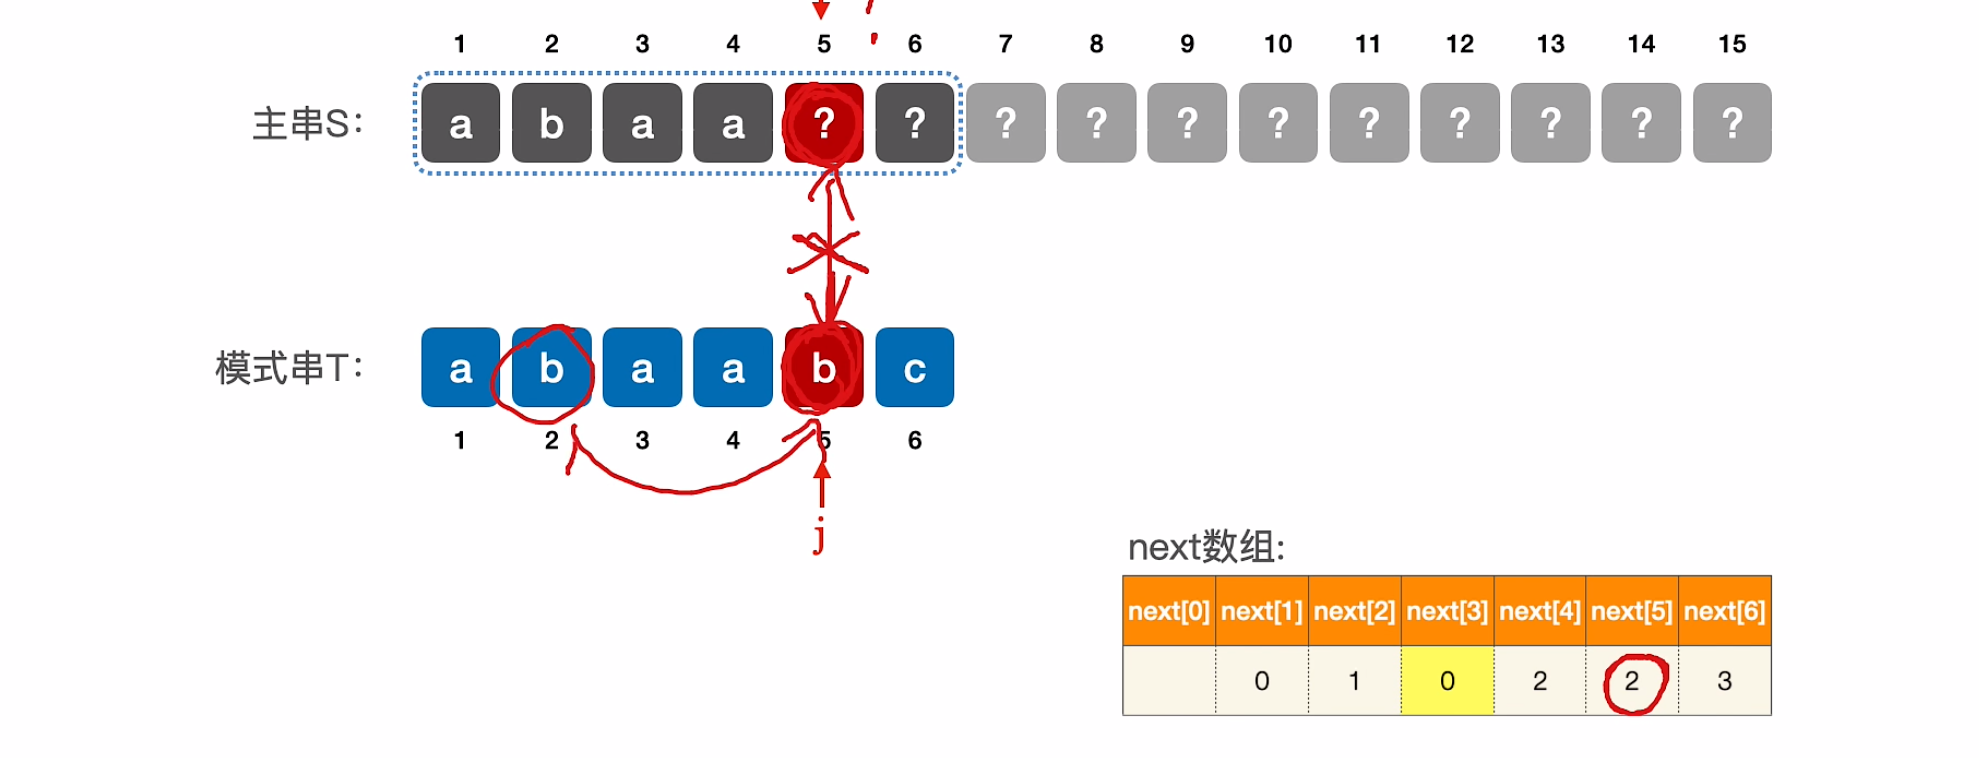 1 2 3 4 5 6 7 8 9 10 11 12 13 14 15
主串S: a b a a ? ? ? ? ? ? ? ? ? ? ?
模式串T: a b a a b c
1 2 3 4 5 6
j
next数组:
next[0] next[1] next[2] next[3] next[4] next[5] next[6]
0 1 0 2 2 3